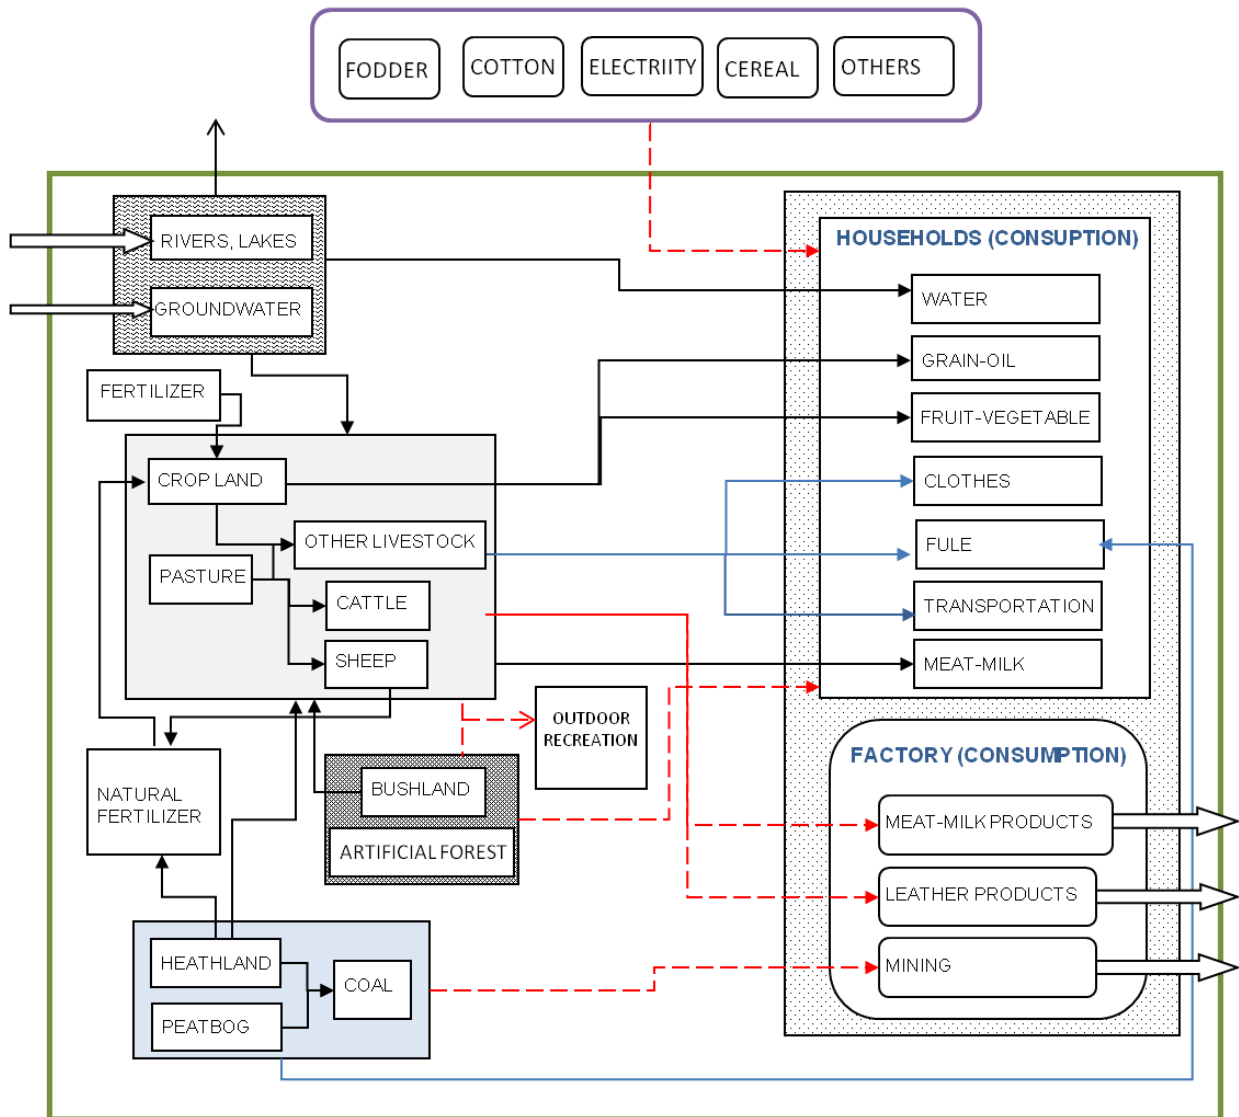 FODDER
COTTON
ELECTRIITY
CEREAL
OTHERS
RIVERS, LAKES
GROUNDWATER
FERTILIZER
CROP LAND
OTHER LIVESTOCK
PASTURE
CATTLE
SHEEP
NATURAL
FERTILIZER
BUSHLAND
ARTIFICIAL FOREST
OUTDOOR
RECREATION
HEATHLAND
PEATBOG
COAL
HOUSEHOLDS (CONSUPTION)
WATER
GRAIN-OIL
FRUIT-VEGETABLE
CLOTHES
FULE
TRANSPORTATION
MEAT-MILK
FACTORY (CONSUMPTION)
MEAT-MILK PRODUCTS
LEATHER PRODUCTS
MINING